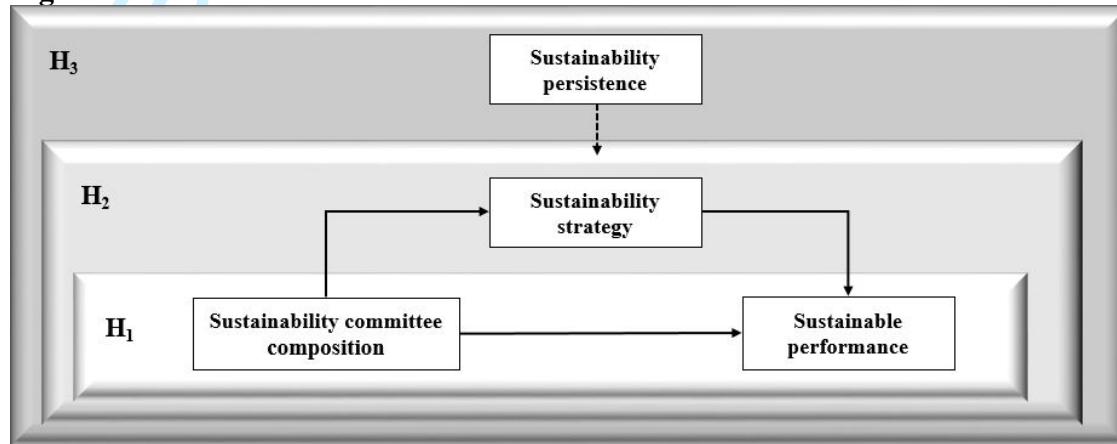 H3
Sustainability
persistence
H2
Sustainability
strategy
H1
Sustainability committee
composition
Sustainable
performance